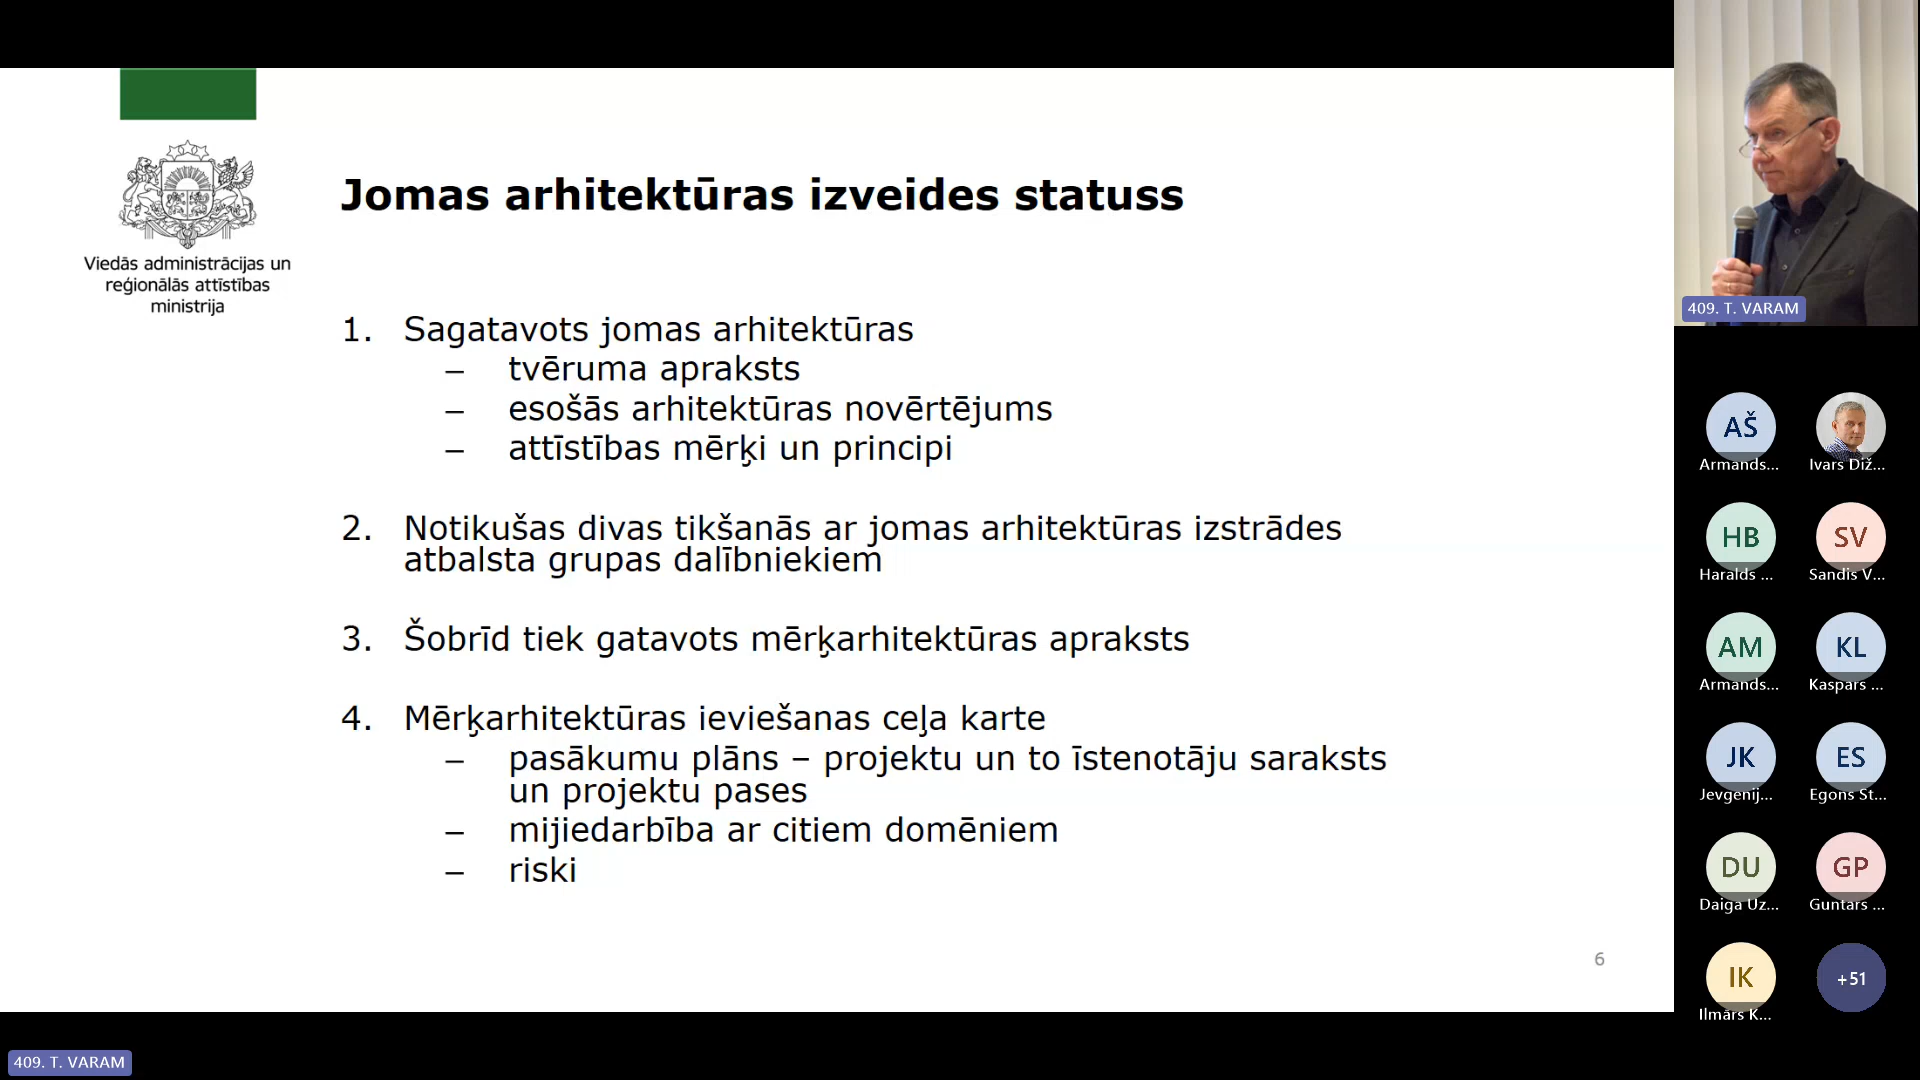 Viedās administrācijas un
reģionālās attīstības
ministrija
Jomas arhitektūras izveides statuss
1. Sagatavots jomas arhitektūras
– tvēruma apraksts
– esošās arhitektūras novērtējums
– attīstības mērķi un principi
2. Notikušas divas tikšanās ar jomas arhitektūras izstrādes
atbalsta grupas dalībniekiem
3. Šobrīd tiek gatavots mērķarhitektūras apraksts
4. Mērķarhitektūras ieviešanas ceļa karte
– pasākumu plāns – projektu un to īstenotāju saraksts
un projektu pases
– mijiedarbība ar citiem domēniem
– riski
6
409. T. VARAM
AŠ
Armands...
Ivars Diž...
HB
Haralds ...
SV
Sandis V...
AM
Armands...
KL
Kaspars ...
JK
Jevgenij...
ES
Egons St...
DU
Daiga Uz...
GP
Guntars ...
IK
Ilmārs K...
+51
409. T. VARAM